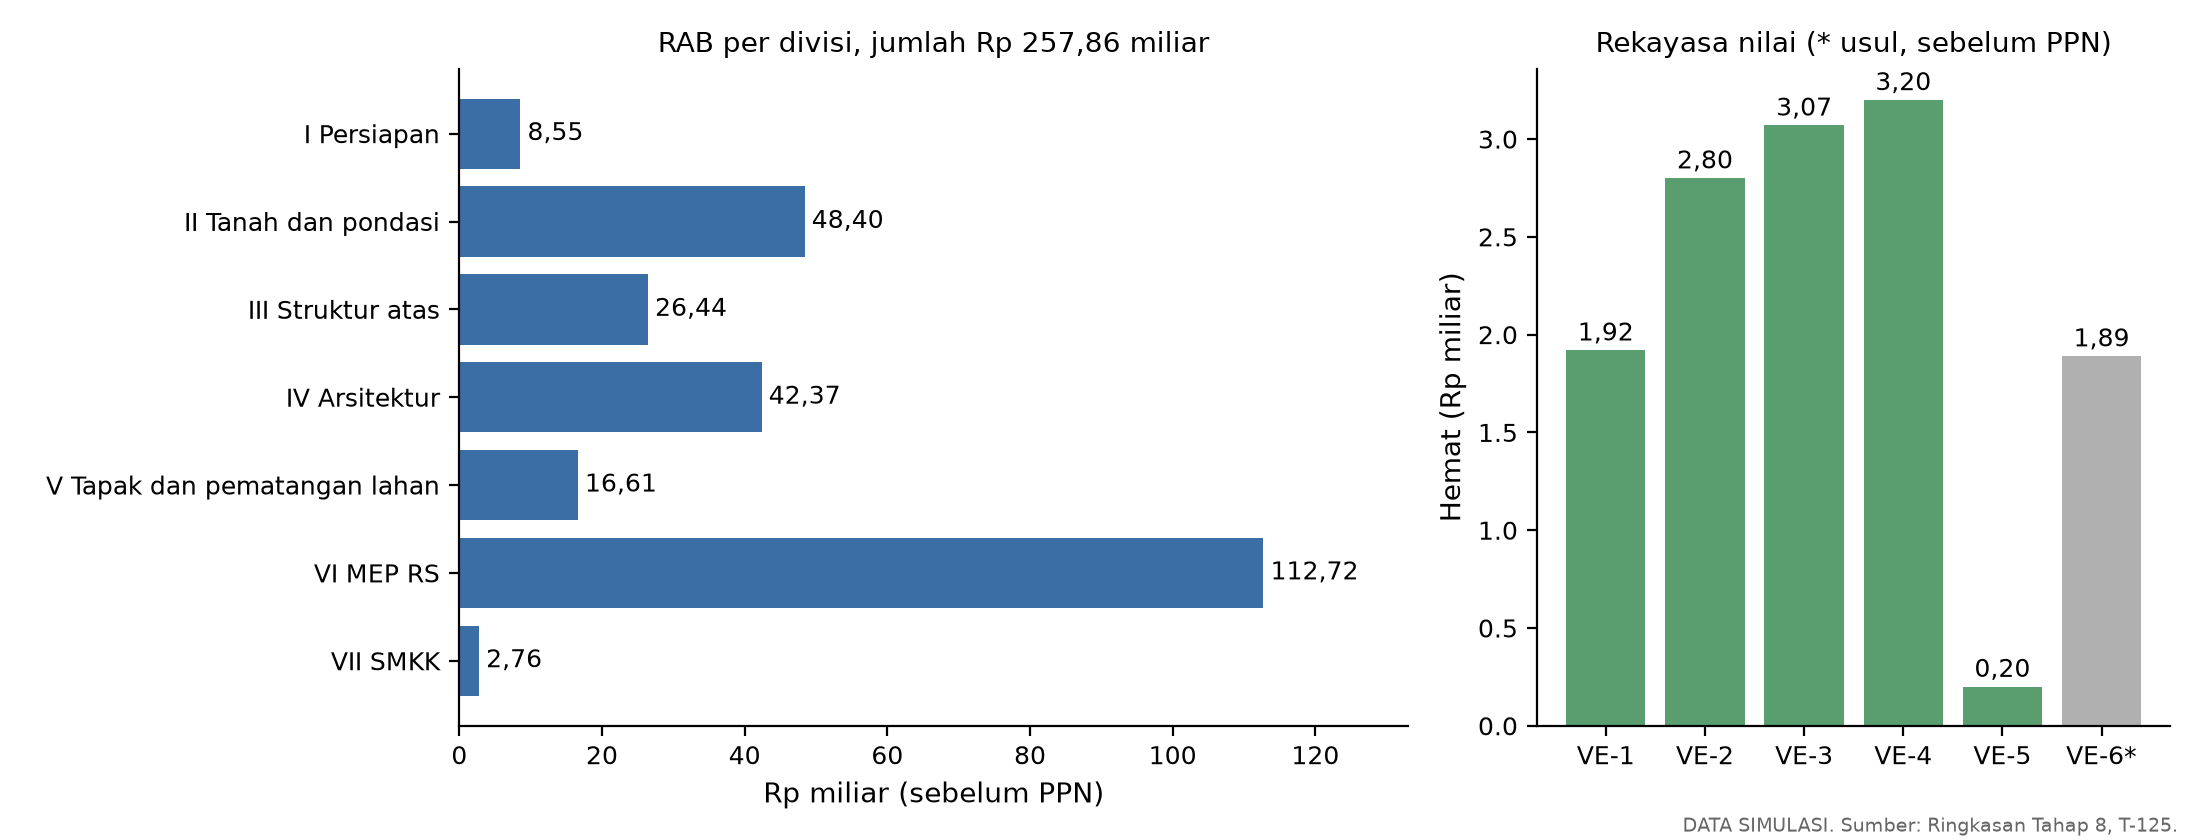 RAB per divisi, jumlah Rp 257,86 miliar
I Persiapan
8,55
II Tanah dan pondasi
48,40
III Struktur atas
26,44
IV Arsitektur
42,37
V Tapak dan pematangan lahan
16,61
VI MEP RS
112,72
VII SMKK
2,76
0 20 40 60 80 100 120
Rp miliar (sebelum PPN)
Rekayasa nilai (* usul, sebelum PPN)
Hemat (Rp miliar)
3.0
2.5
2.0
1.5
1.0
0.5
0.0
1,92
2,80
3,07
3,20
0,20
1,89
VE-1 VE-2 VE-3 VE-4 VE-5 VE-6*
DATA SIMULASI. Sumber: Ringkasan Tahap 8, T-125.